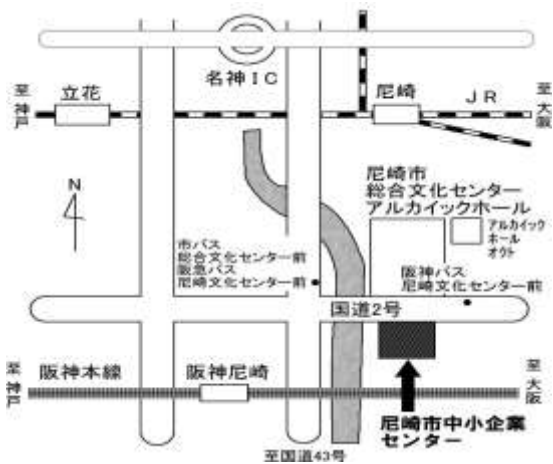 名神IC
至神戸
立花
尼崎
JR
至大阪
N
尼崎市
総合文化センター
アルカイックホール
アルカイック
ホール
オクト
市バス
総合文化センター前
阪急バス
尼崎文化センター前
阪神バス
尼崎文化センター前
国道2号
至神戸
阪神本線
阪神尼崎
至大阪
尼崎市中小企業
センター
至国道43号